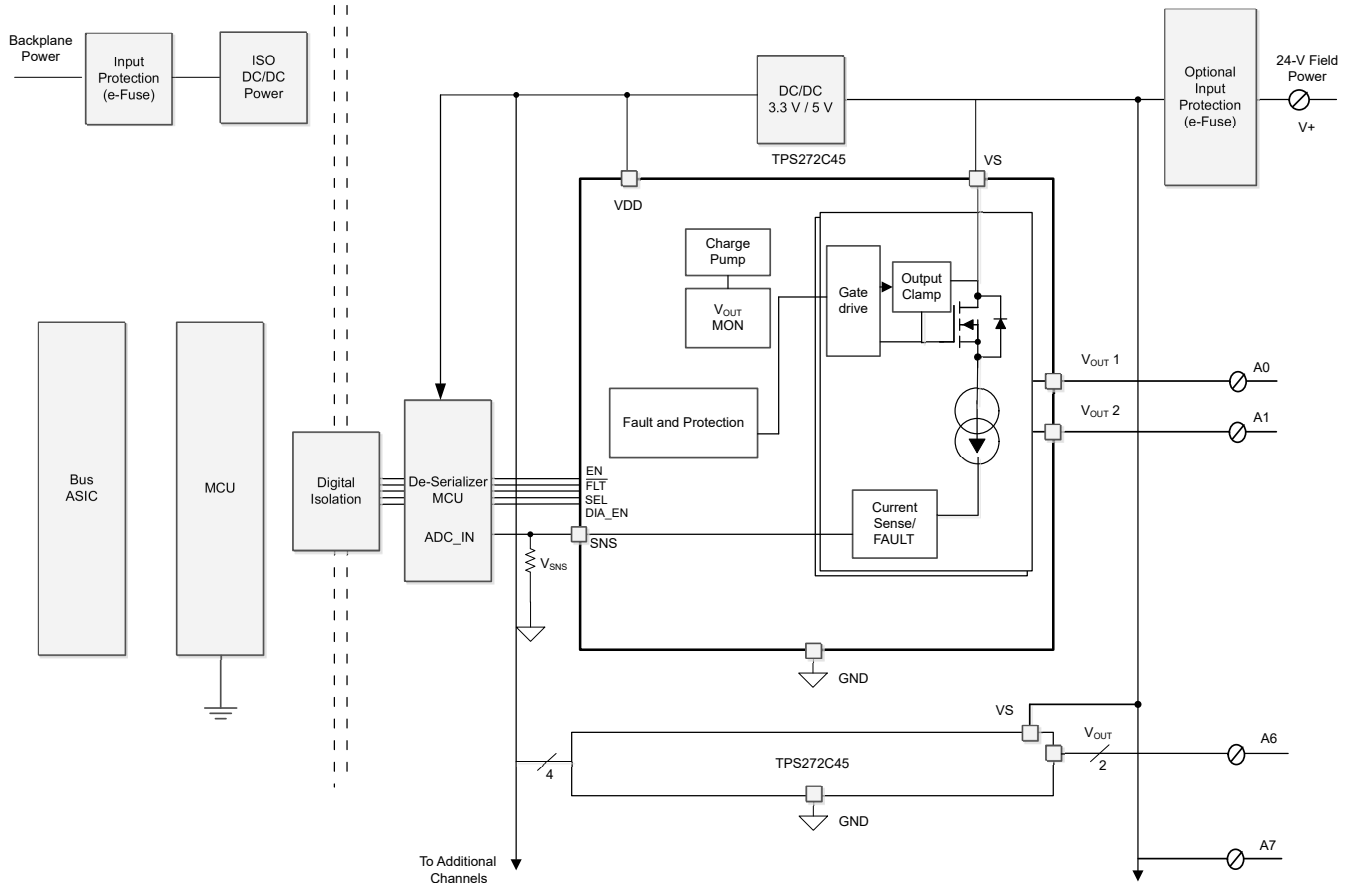 Backplane
Power
Input
Protection
(e-Fuse)
ISO
DC/DC
Power
DC/DC
3.3 V / 5 V
TPS272C45
Optional
Input
Protection
(e-Fuse)
24-V Field
Power
V+
VS
VDD
Charge
Pump
VOUT
MON
Gate
drive
Output
Clamp
Fault and Protection
Current
Sense/
FAULT
VOUT 1
A0
VOUT 2
A1
Bus
ASIC
MCU
Digital
Isolation
De-Serializer
MCU
ADC_IN
EN
FLT
SEL
DIA_EN
SNS
VSNS
GND
VS
TPS272C45
4
VOUT
2
A6
GND
A7
To Additional
Channels